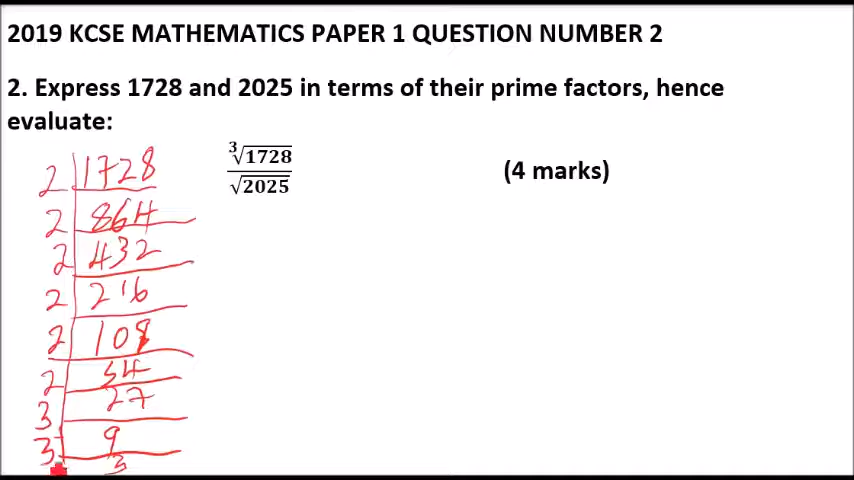 2019 KCSE MATHEMATICS PAPER 1 QUESTION NUMBER 2
2. Express 1728 and 2025 in terms of their prime factors, hence
evaluate:
∛1728 / √2025
(4 marks)
2 | 1728
2 | 864
2 | 432
2 | 216
2 | 108
2 | 54
3 | 27
3 | 9
3